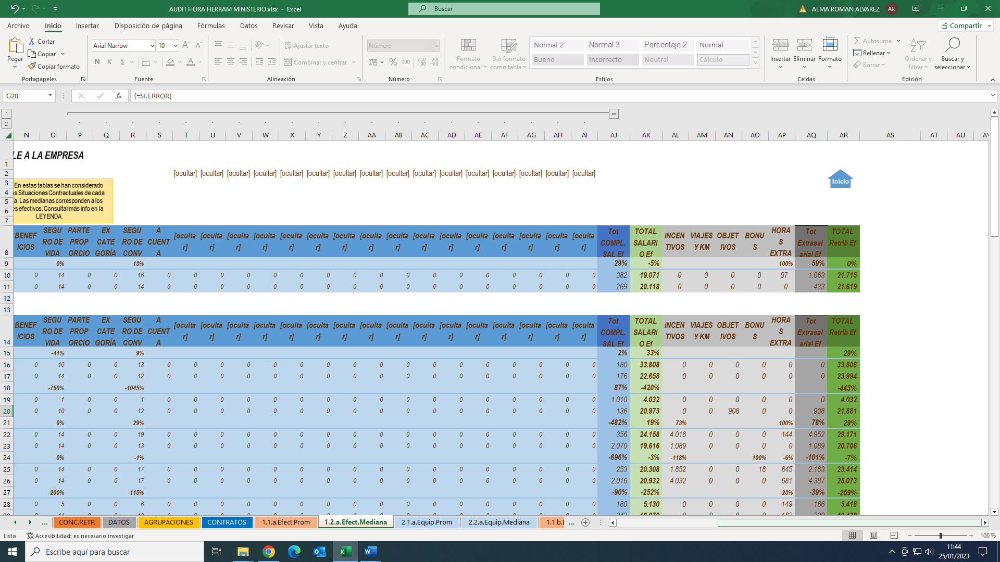 AUDIT FIORA HERRAM MINISTERIO.xlsx - Excel
Buscar
ALMA ROMAN ALVAREZ AR
Archivo Inicio Insertar Disposición de página Fórmulas Datos Revisar Vista Ayuda Compartir
Pegar
Cortar
Copiar
Copiar formato
Portapapeles
Arial Narrow 10
N K S
Fuente
Ajustar texto
Combinar y centrar
Alineación
Número
% 000
Número
Formato condicional
Dar formato como tabla
Normal 2 Normal 3 Porcentaje 2 Normal
Bueno Incorrecto Neutral Cálculo
Estilos
Insertar Eliminar Formato
Celdas
Autosuma
Rellenar
Borrar
Ordenar y filtrar
Buscar y seleccionar
Edición
G20 fx {=SI.ERROR(
1
2
N O P Q R S T U V W X Y Z AA AB AC AD AE AF AG AH AI AJ AK AL AM AN AO AP AQ AR AS AT AU AV
1 LE A LA EMPRESA
2 [ocultar] [ocultar] [ocultar] [ocultar] [ocultar] [ocultar] [ocultar] [ocultar] [ocultar] [ocultar] [ocultar] [ocultar] [ocultar] [ocultar] [ocultar] [ocultar]
Inicio
3 En estas tablas se han considerado
4 s Situaciones Contractuales de cada
5 a. Las medianas corresponden a los
6 es efectivos. Consultar más info en la
7 LEYENDA.
8 BENEFICIOS SEGURO DE VIDA PARTE PROPORCIO EX CATEGORÍA SEGURO DE CONV A CUENTA [ocultar] [ocultar] [ocultar] [ocultar] [ocultar] [ocultar] [ocultar] [ocultar] [ocultar] [ocultar] [ocultar] [ocultar] [ocultar] [ocultar] [ocultar] [ocultar] Tot COMPL. SAL Ef TOTAL SALARIO Ef INCENTIVOS VIAJES Y KM OBJETIVOS BONUS HORAS EXTRA Tot Extrasalarial Ef TOTAL Retrib Ef
9 0% 13% 29% -5% 100% 59% 0%
10 0 14 0 0 16 0 0 0 0 0 0 0 0 0 0 0 0 0 0 0 0 0 382 19.071 0 0 0 0 57 1.063 21.715
11 0 14 0 0 14 0 0 0 0 0 0 0 0 0 0 0 0 0 0 0 0 0 269 20.118 0 0 0 0 0 433 21.619
12
13
14 BENEFICIOS SEGURO DE VIDA PARTE PROPORCIO EX CATEGORÍA SEGURO DE CONV A CUENTA [ocultar] [ocultar] [ocultar] [ocultar] [ocultar] [ocultar] [ocultar] [ocultar] [ocultar] [ocultar] [ocultar] [ocultar] [ocultar] [ocultar] [ocultar] [ocultar] Tot COMPL. SAL Ef TOTAL SALARIO Ef INCENTIVOS VIAJES Y KM OBJETIVOS BONUS HORAS EXTRA Tot Extrasalarial Ef TOTAL Retrib Ef
15 -41% 9% 2% 33% 29%
16 0 10 0 0 13 0 0 0 0 0 0 0 0 0 0 0 0 0 0 0 0 0 180 33.808 0 0 0 0 0 0 33.808
17 0 14 0 0 12 0 0 0 0 0 0 0 0 0 0 0 0 0 0 0 0 0 176 22.658 0 0 0 0 0 0 23.994
18 -750% -1045% 87% -420% -443%
19 0 1 0 0 1 0 0 0 0 0 0 0 0 0 0 0 0 0 0 0 0 0 1.010 4.032 0 0 0 0 0 0 4.032
20 0 10 0 0 12 0 0 0 0 0 0 0 0 0 0 0 0 0 0 0 0 0 136 20.973 0 0 908 0 0 908 21.881
21 0% 29% -482% 19% 73% 100% 78% 29%
22 0 14 0 0 19 0 0 0 0 0 0 0 0 0 0 0 0 0 0 0 0 0 356 24.158 4.018 0 0 0 144 4.952 29.171
23 0 14 0 0 13 0 0 0 0 0 0 0 0 0 0 0 0 0 0 0 0 0 2.070 19.616 1.089 0 0 0 0 1.089 20.706
24 0% -1% -696% -3% -118% 100% -6% -101% -7%
25 0 14 0 0 17 0 0 0 0 0 0 0 0 0 0 0 0 0 0 0 0 0 253 20.308 1.852 0 0 18 645 2.183 23.414
26 0 14 0 0 17 0 0 0 0 0 0 0 0 0 0 0 0 0 0 0 0 0 2.016 20.932 4.032 0 0 0 681 4.387 25.073
27 -200% -115% -90% -252% -23% -39% -259%
28 0 5 0 0 6 0 0 0 0 0 0 0 0 0 0 0 0 0 0 0 0 0 180 5.130 0 0 0 0 149 166 5.418
... CONC.RETR DATOS AGRUPACIONES CONTRATOS 1.1.a.Efect.Prom 1.2.a.Efect.Mediana 2.1.a.Equip.Prom 2.2.a.Equip.Mediana 1.1.b.E ...
Listo Accesibilidad: es necesario investigar 100 %
Escribe aquí para buscar
11:44
25/01/2023